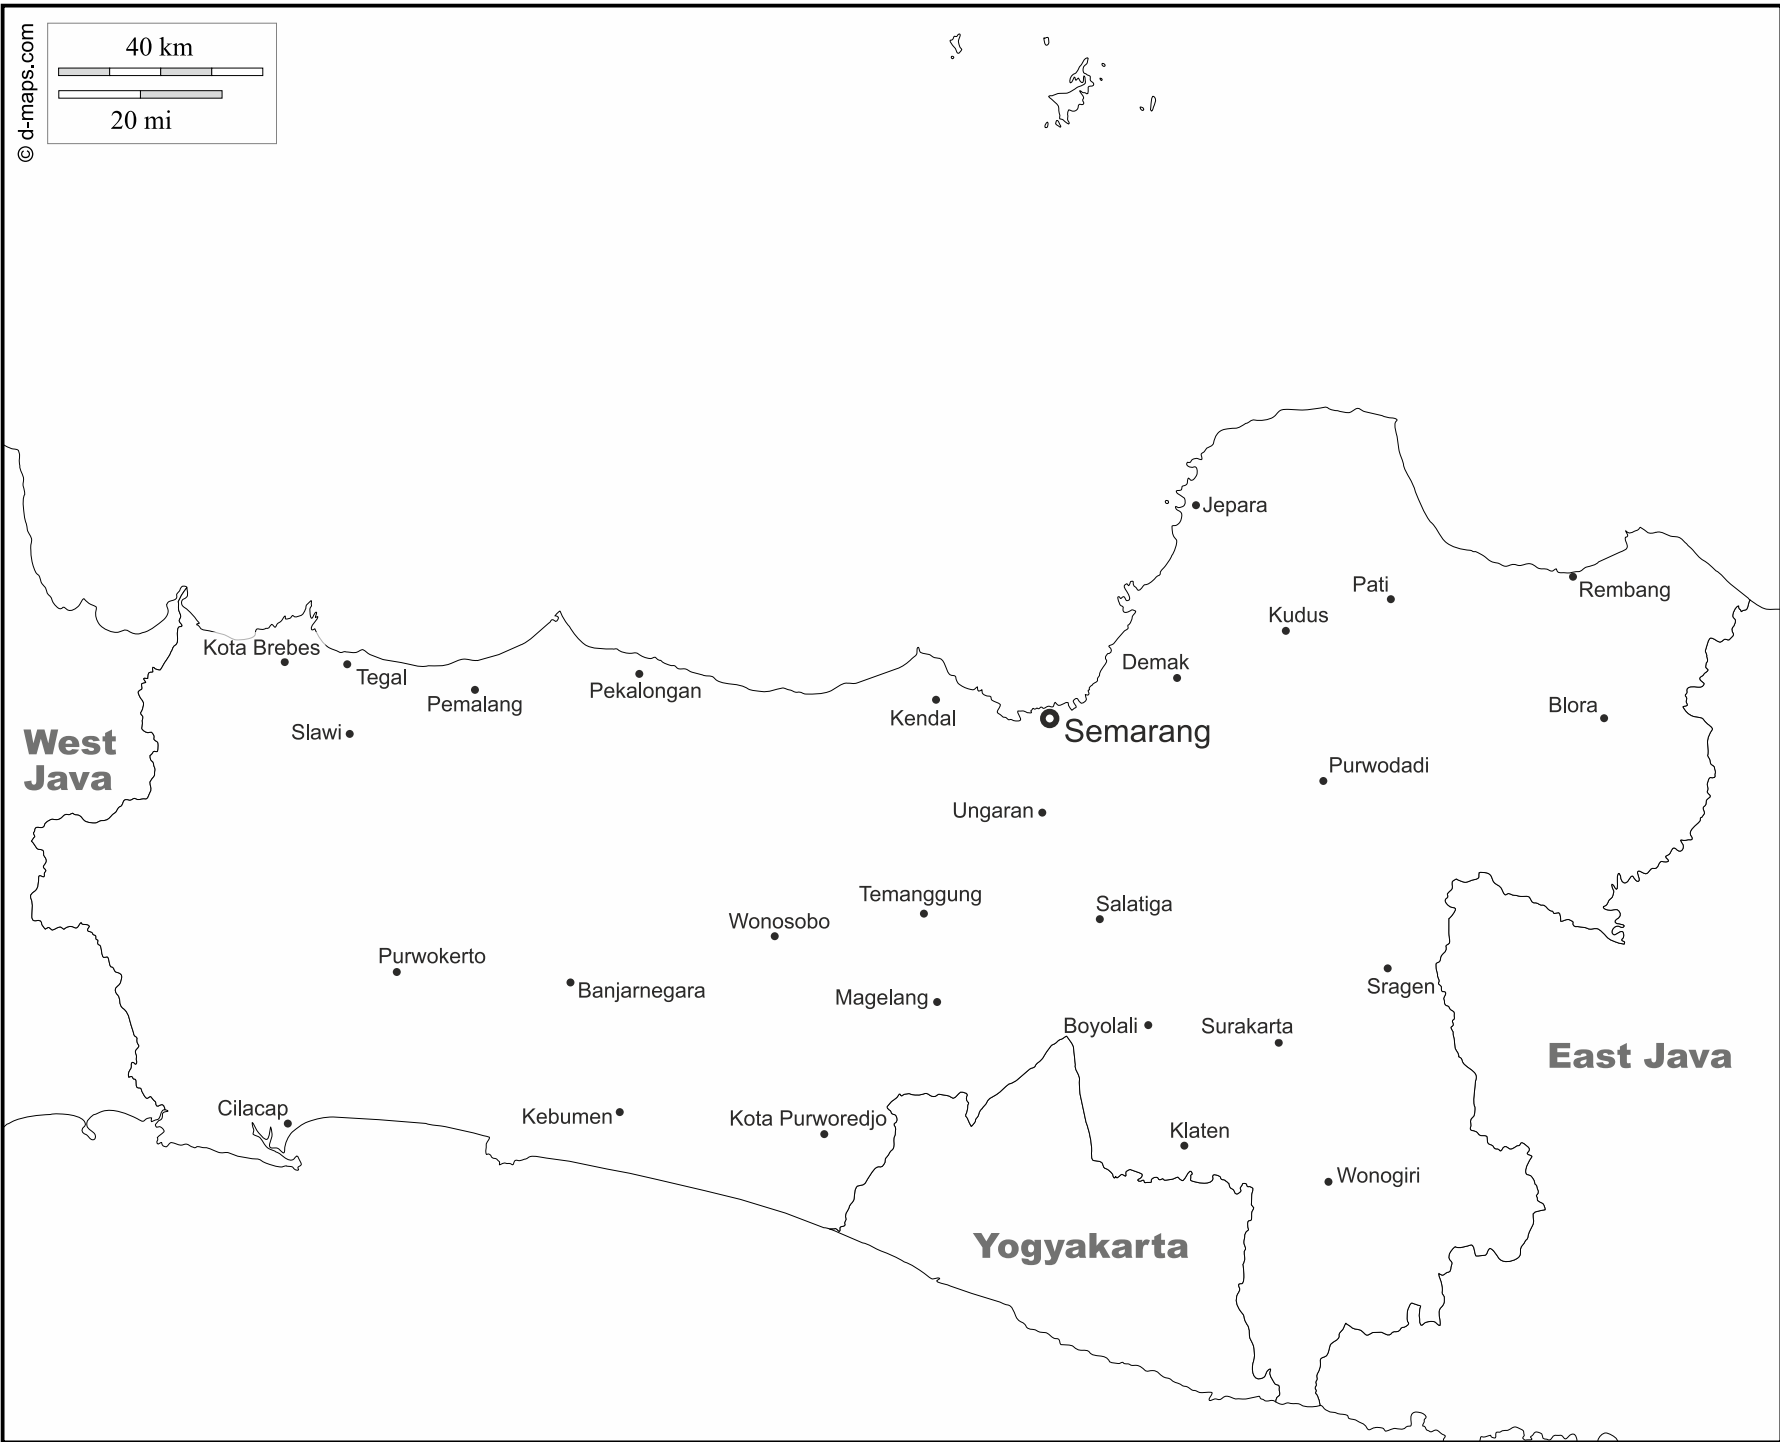 © d-maps.com
40 km
20 mi
Jepara
Pati
Rembang
Kudus
Kota Brebes
Tegal
Demak
Pemalang
Pekalongan
Kendal
Blora
Slawi
Semarang
West
Java
Purwodadi
Ungaran
Temanggung
Salatiga
Wonosobo
Purwokerto
Banjarnegara
Magelang
Sragen
Boyolali
Surakarta
East Java
Cilacap
Kebumen
Kota Purworedjo
Klaten
Wonogiri
Yogyakarta